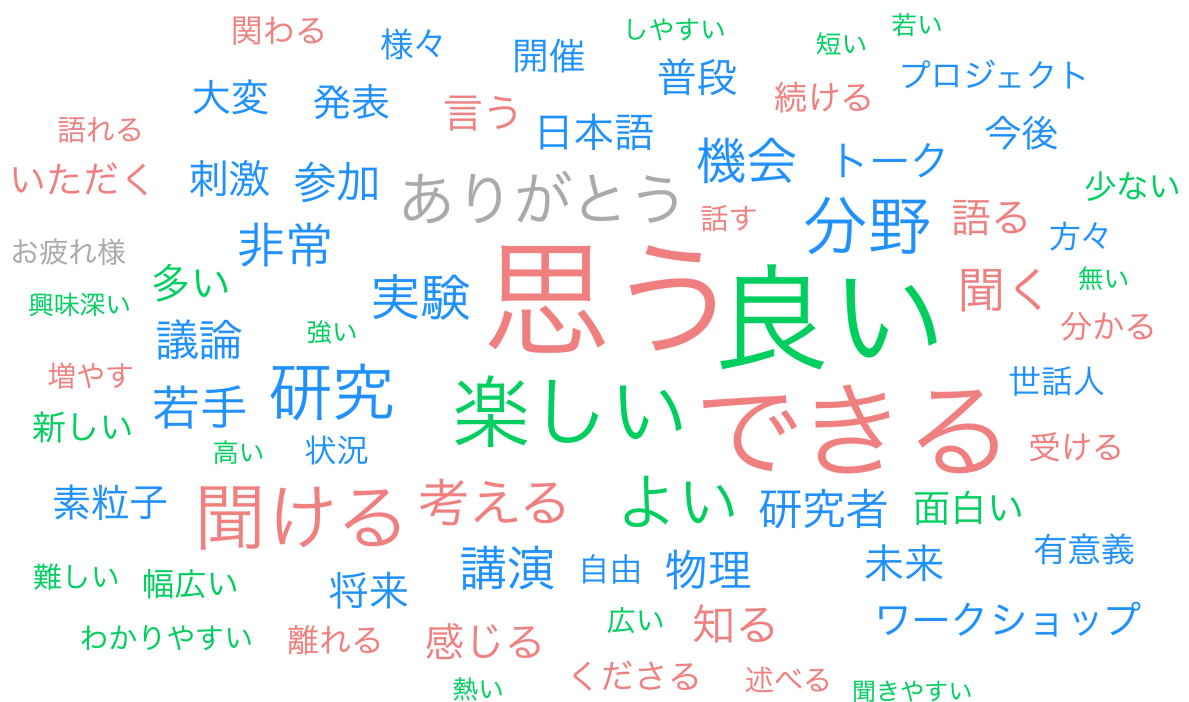 関わる
様々
開催
しやすい
短い
若い
大変
発表
言う
普段
続ける
プロジェクト
語れる
日本語
機会
トーク
今後
いただく
刺激
参加
ありがとう
話す
分野
語る
少ない
お疲れ様
非常
方々
興味深い
多い
実験
思う
良い
聞く
無い
議論
強い
分かる
増やす
若手
研究
楽しい
できる
世話人
新しい
高い
状況
受ける
素粒子
聞ける
考える
よい
研究者
面白い
難しい
幅広い
将来
講演
自由
物理
未来
有意義
わかりやすい
離れる
感じる
広い
知る
ワークショップ
熱い
くださる
述べる
聞きやすい